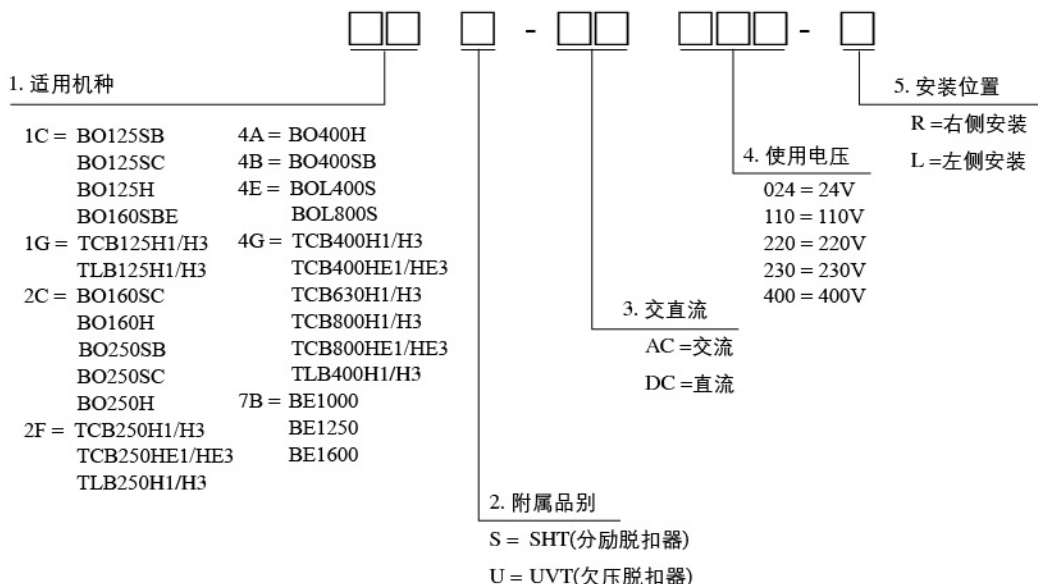 □□ □ - □□ □□□ - □
1. 适用机种
1C = BO125SB
BO125SC
BO125H
BO160SBE
1G = TCB125H1/H3
TLB125H1/H3
2C = BO160SC
BO160H
BO250SB
BO250SC
BO250H
2F = TCB250H1/H3
TCB250HE1/HE3
TLB250H1/H3
4A = BO400H
4B = BO400SB
4E = BOL400S
BOL800S
4G = TCB400H1/H3
TCB400HE1/HE3
TCB630H1/H3
TCB800H1/H3
TCB800HE1/HE3
TLB400H1/H3
7B = BE1000
BE1250
BE1600
2. 附属品别
S = SHT(分励脱扣器)
U = UVT(欠压脱扣器)
3. 交直流
AC =交流
DC =直流
4. 使用电压
024 = 24V
110 = 110V
220 = 220V
230 = 230V
400 = 400V
5. 安装位置
R =右侧安装
L =左侧安装